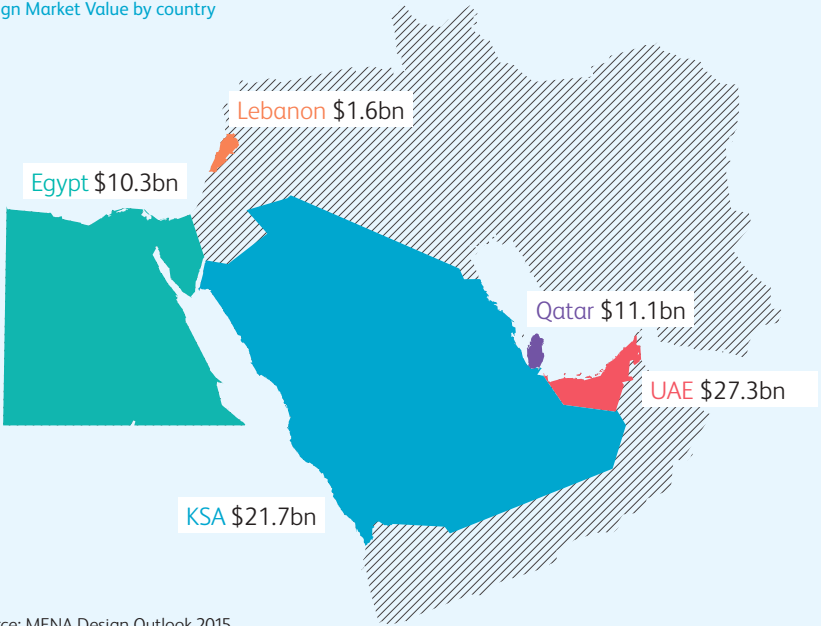 gn Market Value by country
Lebanon $1.6bn
Egypt $10.3bn
Qatar $11.1bn
UAE $27.3bn
KSA $21.7bn
ce: MENA Design Outlook 2015